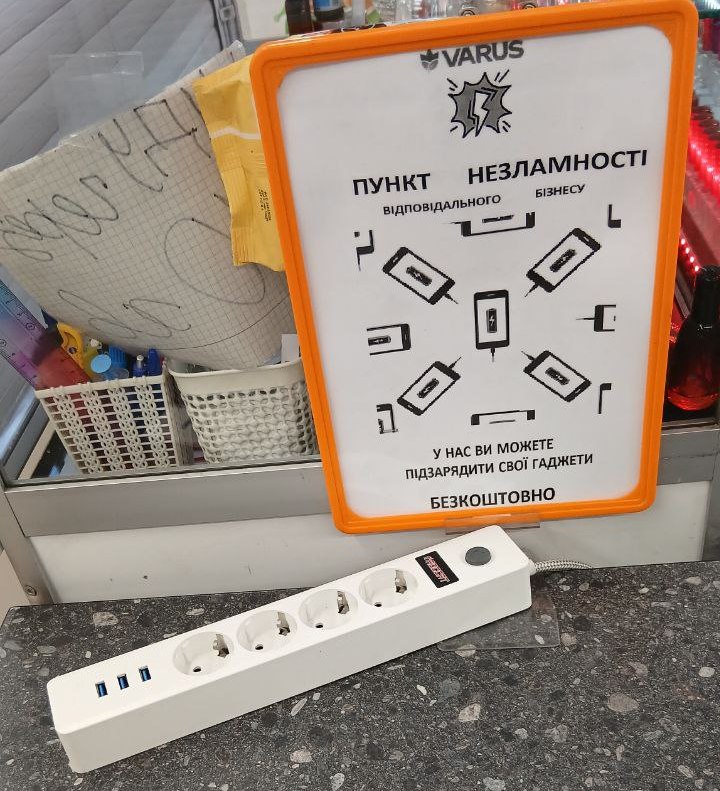 VARUS
ПУНКТ НЕЗЛАМНОСТІ
ВІДПОВІДАЛЬНОГО БІЗНЕСУ
У НАС ВИ МОЖЕТЕ
ПІДЗАРЯДИТИ СВОЇ ГАДЖЕТИ
БЕЗКОШТОВНО